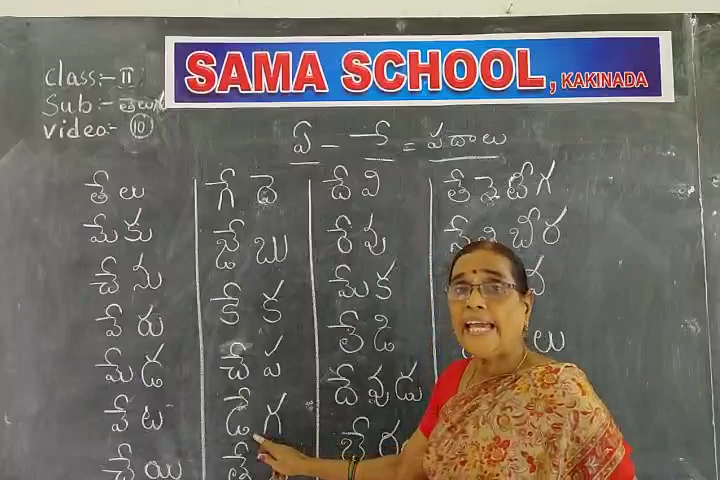 SAMA SCHOOL, KAKINADA
Class:- II
Sub:- తెలుగు
video:- 10
ఏ - ే = పదాలు
తేలు గేదె దేవి తేనెటీగ
మేకు జేబు రేవు నేతి బీర
చేను కేక మేక
పేరు చేప లేడి
మేడ డేగ దేవుడు
వేట
చేయి